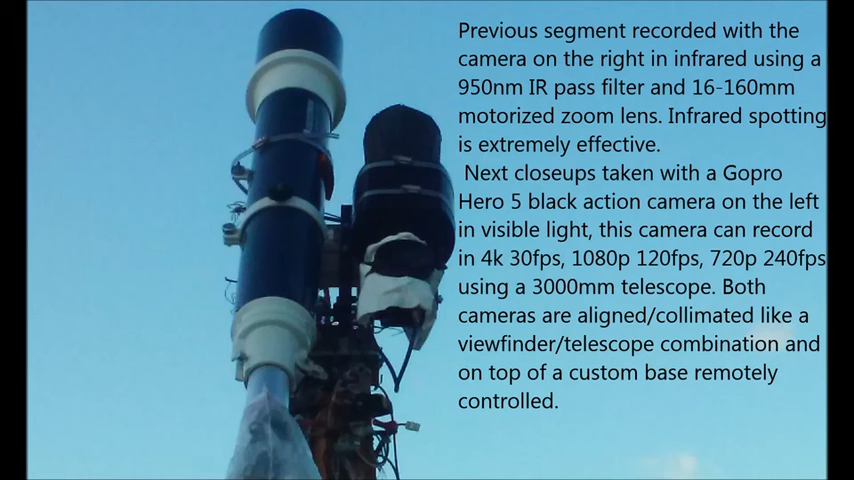 Previous segment recorded with the
camera on the right in infrared using a
950nm IR pass filter and 16-160mm
motorized zoom lens. Infrared spotting
is extremely effective.
Next closeups taken with a Gopro
Hero 5 black action camera on the left
in visible light, this camera can record
in 4k 30fps, 1080p 120fps, 720p 240fps
using a 3000mm telescope. Both
cameras are aligned/collimated like a
viewfinder/telescope combination and
on top of a custom base remotely
controlled.